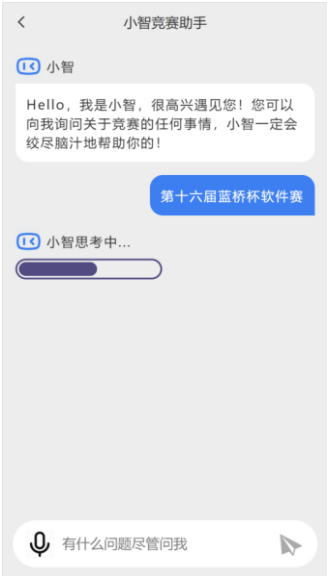 小智竞赛助手
小智
Hello，我是小智，很高兴遇见您！您可以
向我询问关于竞赛的任何事情，小智一定会
绞尽脑汁地帮助你的！
第十六届蓝桥杯软件赛
小智思考中...
有什么问题尽管问我